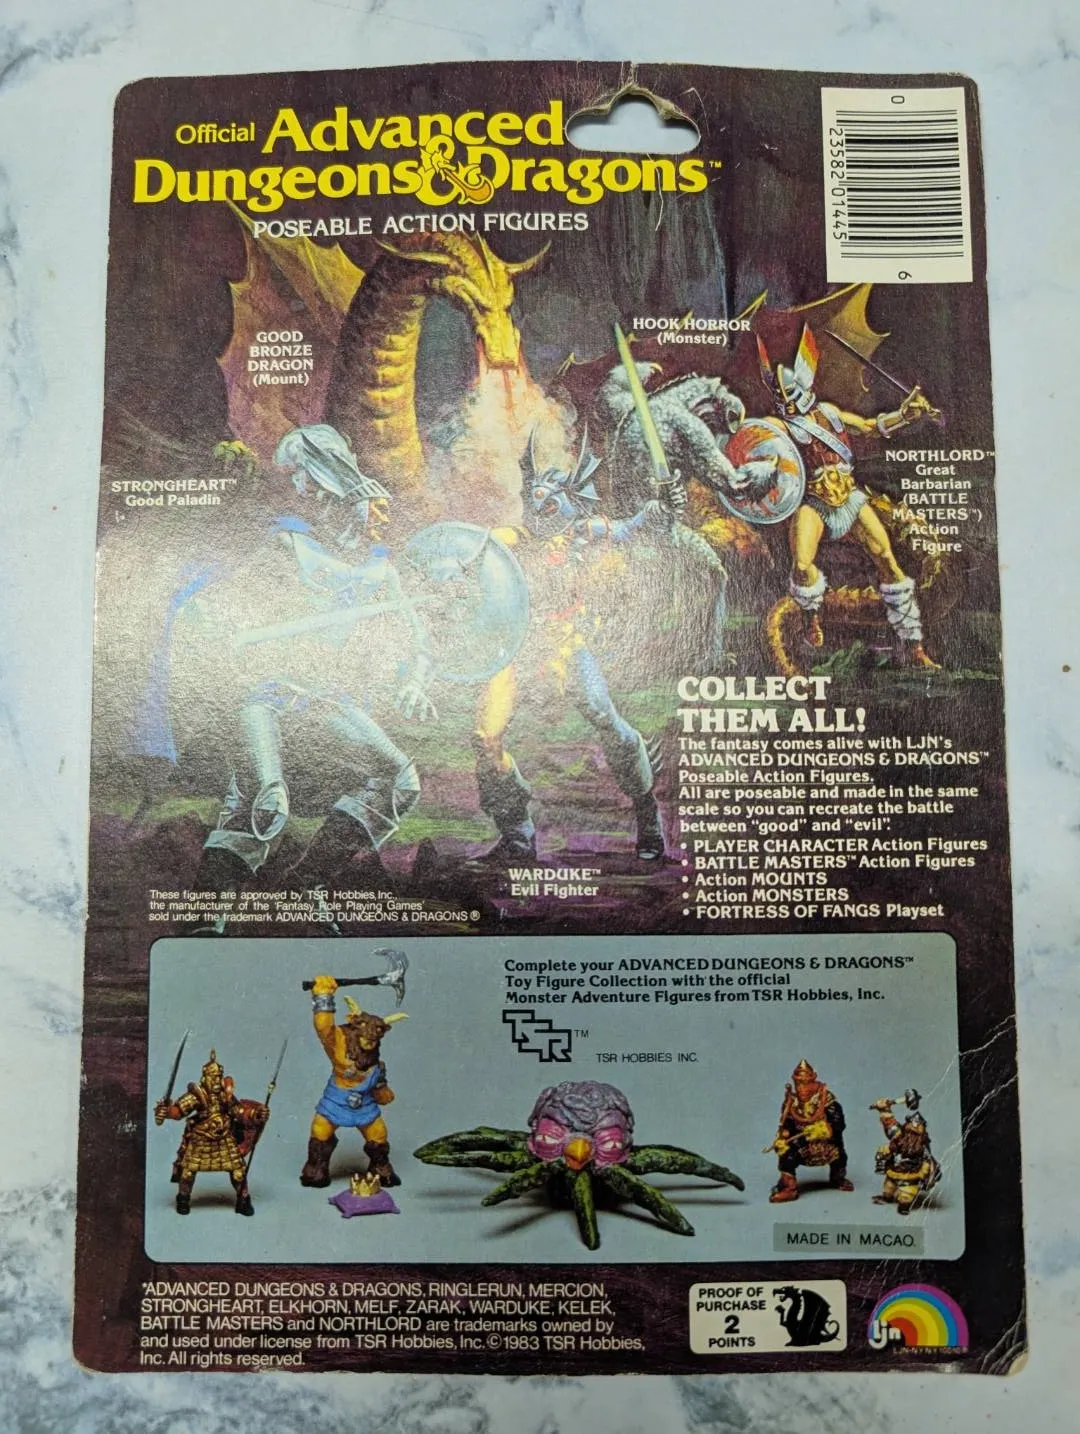 Official Advanced
Dungeons & Dragons™
POSEABLE ACTION FIGURES
0
23582 01445
6
GOOD
BRONZE
DRAGON
(Mount)
HOOK HORROR
(Monster)
STRONGHEART™
Good Paladin
NORTHLORD™
Great
Barbarian
(BATTLE
MASTERS™)
Action
Figure
COLLECT
THEM ALL!
The fantasy comes alive with LJN's
ADVANCED DUNGEONS & DRAGONS™
Poseable Action Figures.
All are poseable and made in the same
scale so you can recreate the battle
between "good" and "evil".
• PLAYER CHARACTER Action Figures
• BATTLE MASTERS™ Action Figures
• Action MOUNTS
• Action MONSTERS
• FORTRESS OF FANGS Playset
WARDUKE™
Evil Fighter
These figures are approved by TSR Hobbies, Inc.,
the manufacturer of the 'Fantasy Role Playing Games'
sold under the trademark ADVANCED DUNGEONS & DRAGONS ®
Complete your ADVANCED DUNGEONS & DRAGONS™
Toy Figure Collection with the official
Monster Adventure Figures from TSR Hobbies, Inc.
TSR™
TSR HOBBIES INC.
MADE IN MACAO.
*ADVANCED DUNGEONS & DRAGONS, RINGLERUN, MERCION,
STRONGHEART, ELKHORN, MELF, ZARAK, WARDUKE, KELEK,
BATTLE MASTERS and NORTHLORD are trademarks owned by
and used under license from TSR Hobbies, Inc. © 1983 TSR Hobbies,
Inc. All rights reserved.
PROOF OF
PURCHASE
2
POINTS
ljn
LJN-N.Y. N.Y. 10010 ®